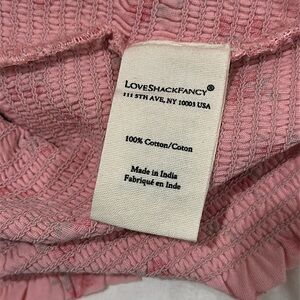 LOVESHACKFANCY®
111 5TH AVE, NY 10003 USA
100% Cotton/Coton
Made in India
Fabriqué en Inde